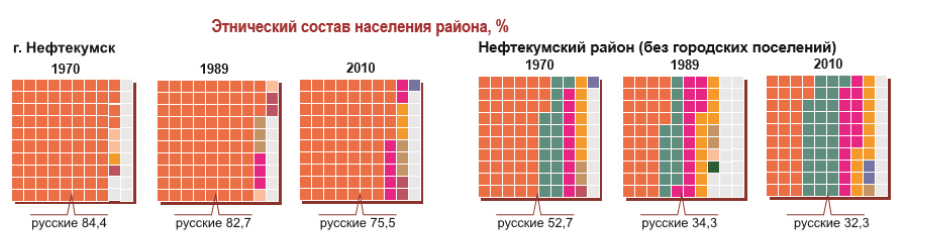 Этнический состав населения района, %
г. Нефтекумск
1970
1989
2010
русские 84,4
русские 82,7
русские 75,5
Нефтекумский район (без городских поселений)
1970
1989
2010
русские 52,7
русские 34,3
русские 32,3